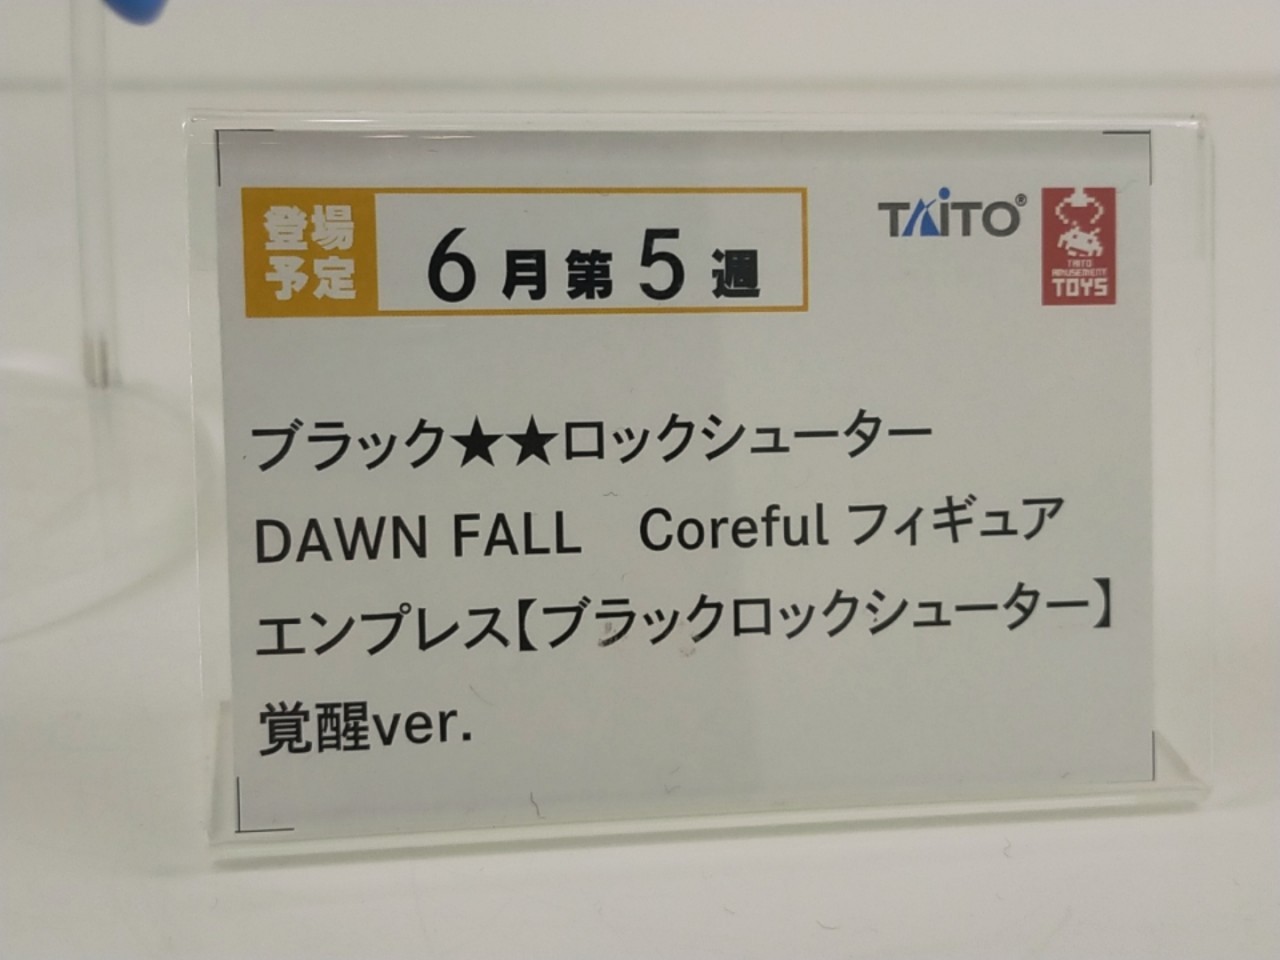 登場
予定
6月第5週
TAITO®
TAITO
AMUSEMENT
TOYS
ブラック★★ロックシューター
DAWN FALL　Coreful フィギュア
エンプレス【ブラックロックシューター】
覚醒ver.